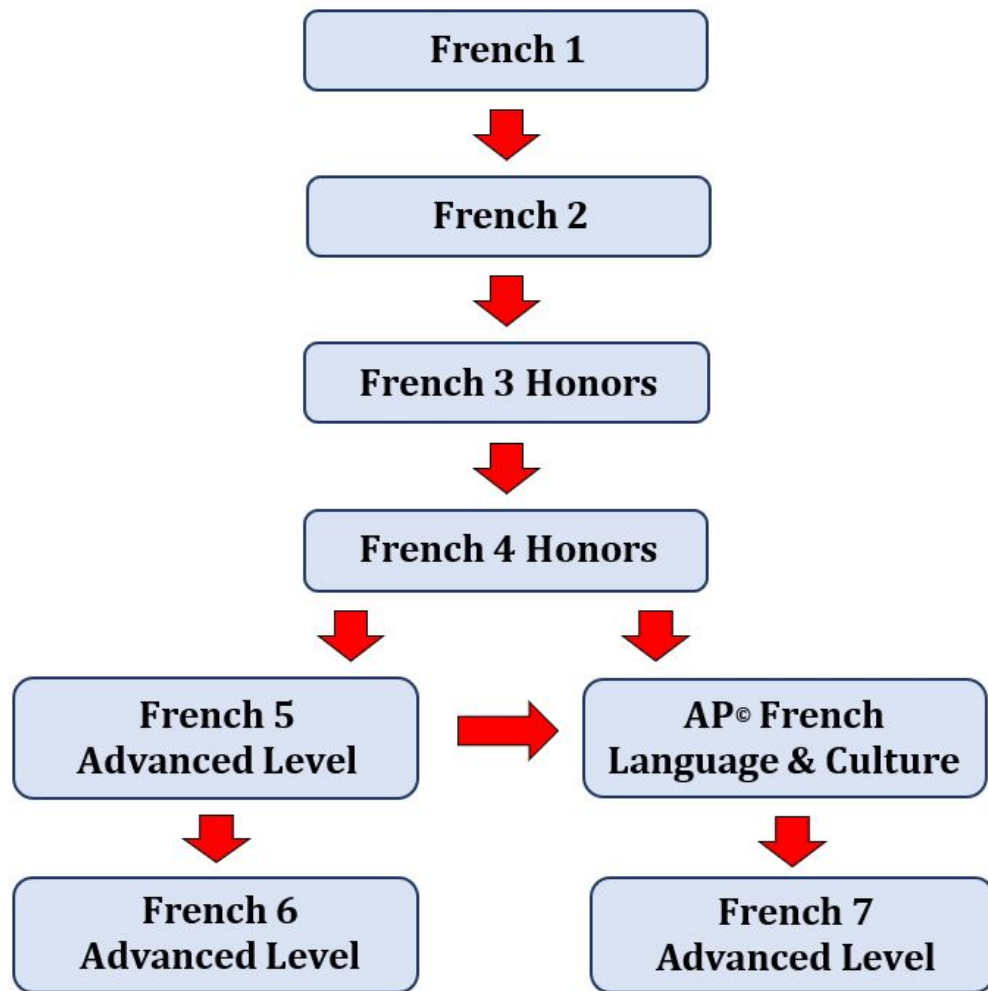 French 1
French 2
French 3 Honors
French 4 Honors
French 5
Advanced Level
AP© French
Language & Culture
French 6
Advanced Level
French 7
Advanced Level